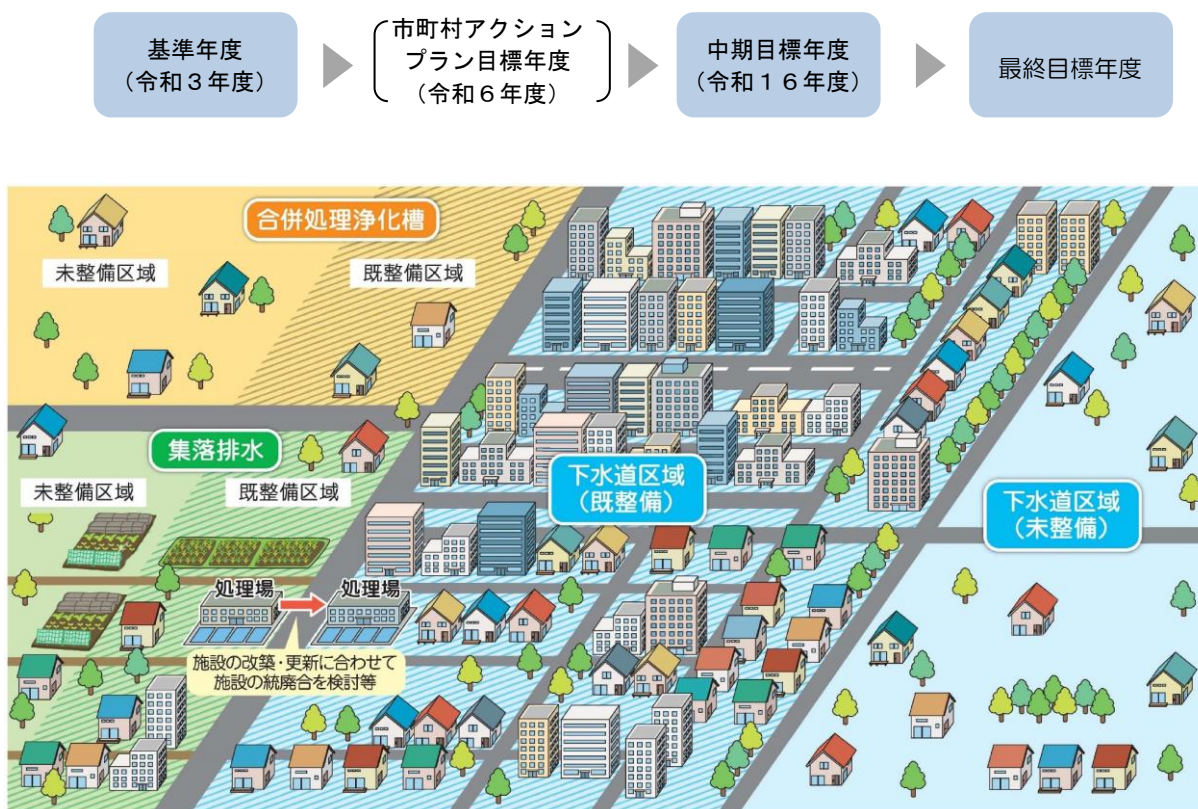 基準年度
（令和３年度）
市町村アクション
プラン目標年度
（令和６年度）
中期目標年度
（令和１６年度）
最終目標年度
合併処理浄化槽
未整備区域
既整備区域
集落排水
未整備区域
既整備区域
下水道区域
（既整備）
下水道区域
（未整備）
処理場
処理場
施設の改築・更新に合わせて
施設の統廃合を検討等